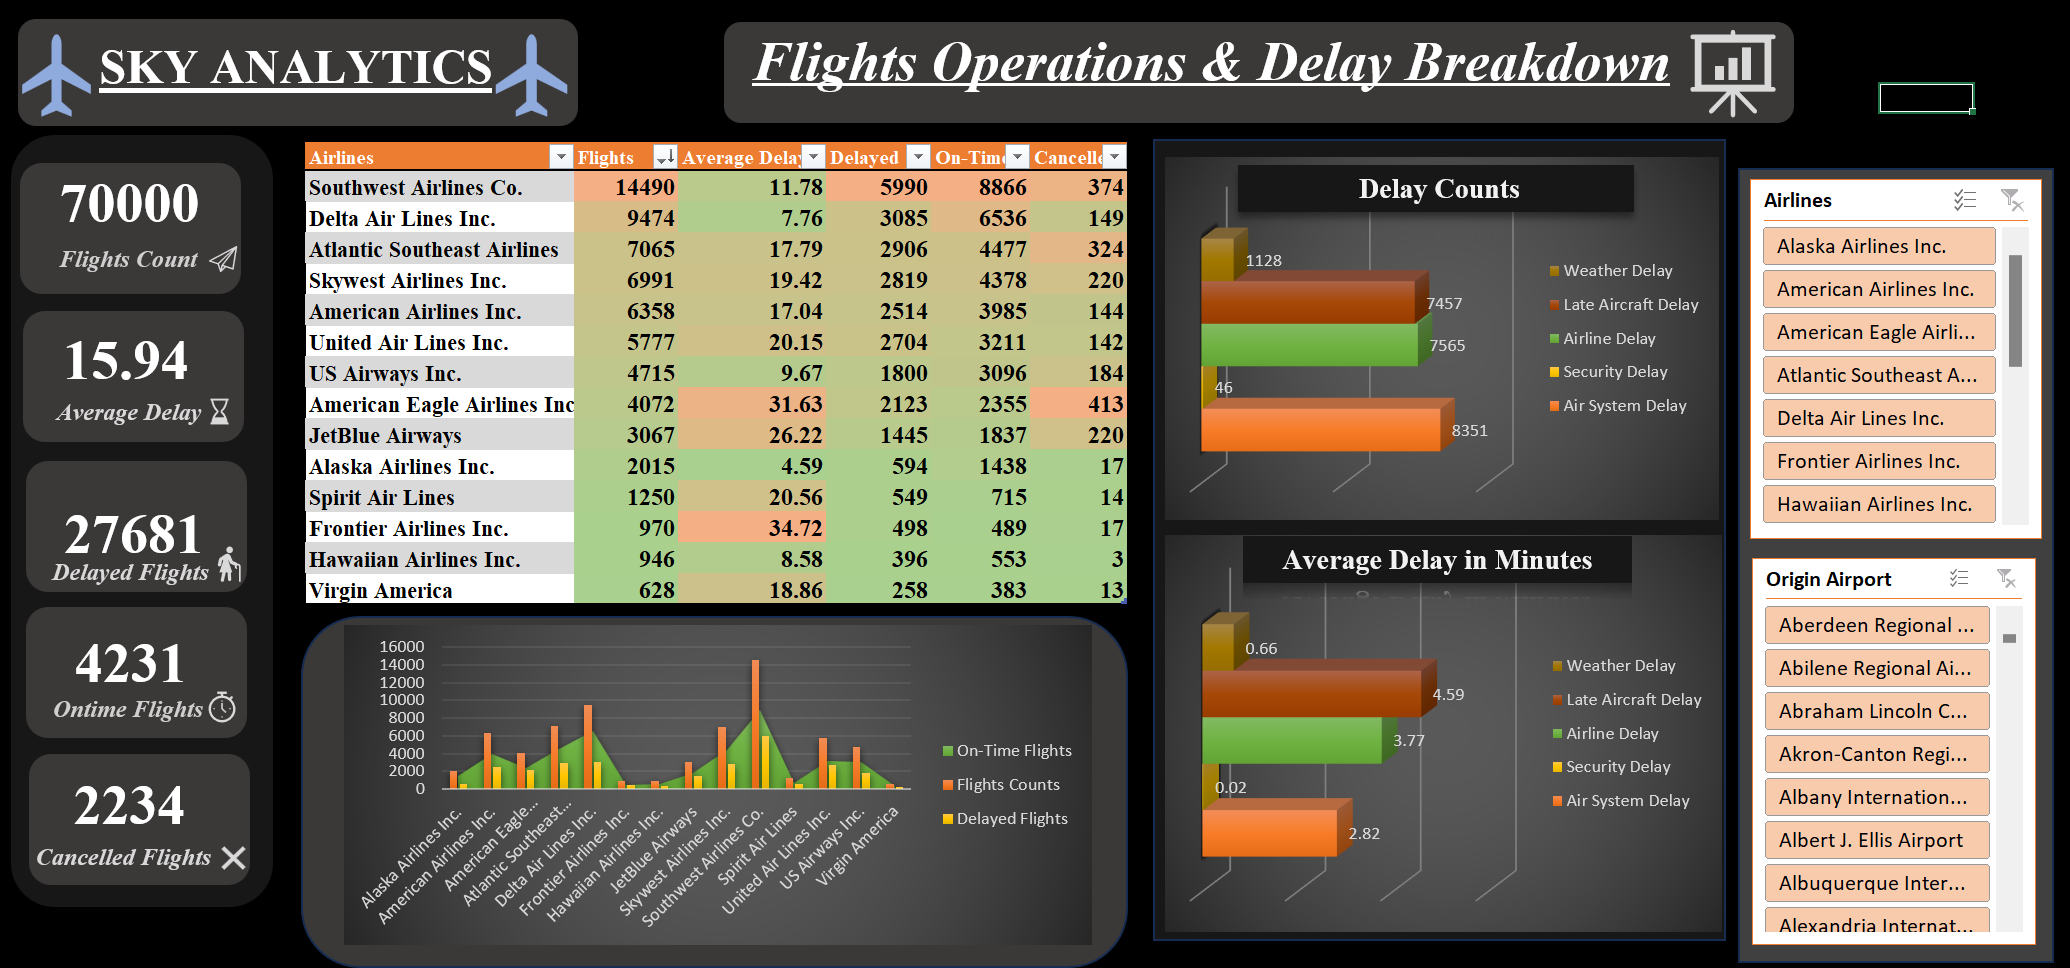 SKY ANALYTICS
Flights Operations & Delay Breakdown
70000
Flights Count
15.94
Average Delay
27681
Delayed Flights
4231
Ontime Flights
2234
Cancelled Flights
Airlines Flights Average Delay Delayed On-Time Cancelle
Southwest Airlines Co. 14490 11.78 5990 8866 374
Delta Air Lines Inc. 9474 7.76 3085 6536 149
Atlantic Southeast Airlines 7065 17.79 2906 4477 324
Skywest Airlines Inc. 6991 19.42 2819 4378 220
American Airlines Inc. 6358 17.04 2514 3985 144
United Air Lines Inc. 5777 20.15 2704 3211 142
US Airways Inc. 4715 9.67 1800 3096 184
American Eagle Airlines Inc 4072 31.63 2123 2355 413
JetBlue Airways 3067 26.22 1445 1837 220
Alaska Airlines Inc. 2015 4.59 594 1438 17
Spirit Air Lines 1250 20.56 549 715 14
Frontier Airlines Inc. 970 34.72 498 489 17
Hawaiian Airlines Inc. 946 8.58 396 553 3
Virgin America 628 18.86 258 383 13
16000
14000
12000
10000
8000
6000
4000
2000
0
Alaska Airlines Inc.
American Airlines Inc.
American Eagle...
Atlantic Southeast...
Delta Air Lines Inc.
Frontier Airlines Inc.
Hawaiian Airlines Inc.
JetBlue Airways
Skywest Airlines Inc.
Southwest Airlines Co.
Spirit Air Lines
United Air Lines Inc.
US Airways Inc.
Virgin America
On-Time Flights
Flights Counts
Delayed Flights
Delay Counts
1128
7457
7565
46
8351
Weather Delay
Late Aircraft Delay
Airline Delay
Security Delay
Air System Delay
Average Delay in Minutes
0.66
4.59
3.77
0.02
2.82
Weather Delay
Late Aircraft Delay
Airline Delay
Security Delay
Air System Delay
Airlines
Alaska Airlines Inc.
American Airlines Inc.
American Eagle Airli...
Atlantic Southeast A...
Delta Air Lines Inc.
Frontier Airlines Inc.
Hawaiian Airlines Inc.
Origin Airport
Aberdeen Regional ...
Abilene Regional Ai...
Abraham Lincoln C...
Akron-Canton Regi...
Albany Internation...
Albert J. Ellis Airport
Albuquerque Inter...
Alexandria Internat...